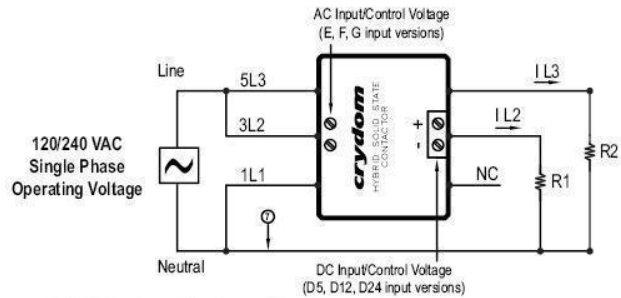 AC Input/Control Voltage
(E, F, G input versions)
Line
5L3
3L2
1L1
120/240 VAC
Single Phase
Operating Voltage
7
Neutral
crydom
HYBRID SOLID STATE
CONTACTOR
+
-
I L3
I L2
NC
R1
R2
DC Input/Control Voltage
(D5, D12, D24 input versions)